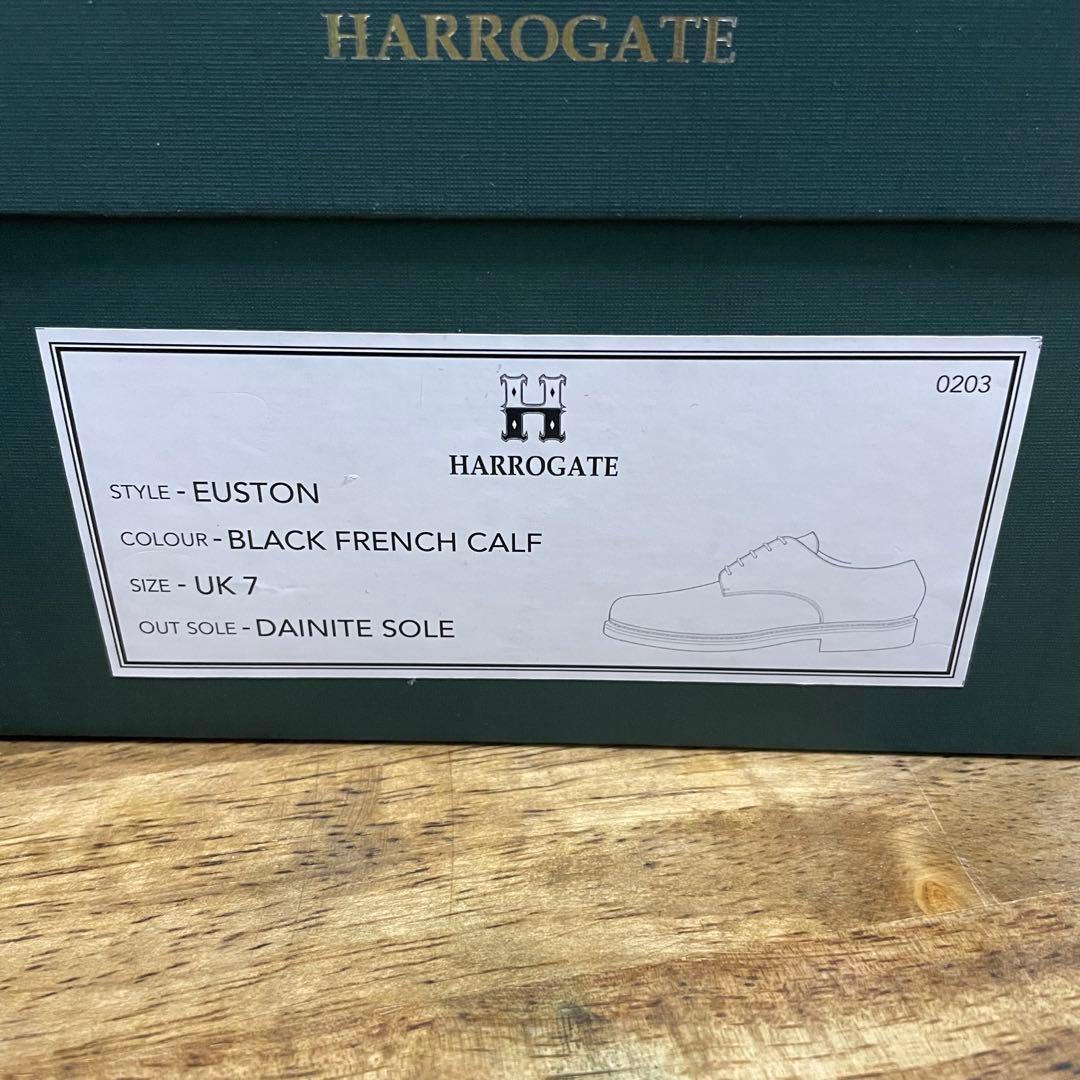 HARROGATE
0203
HARROGATE
STYLE - EUSTON
COLOUR - BLACK FRENCH CALF
SIZE - UK 7
OUT SOLE - DAINITE SOLE